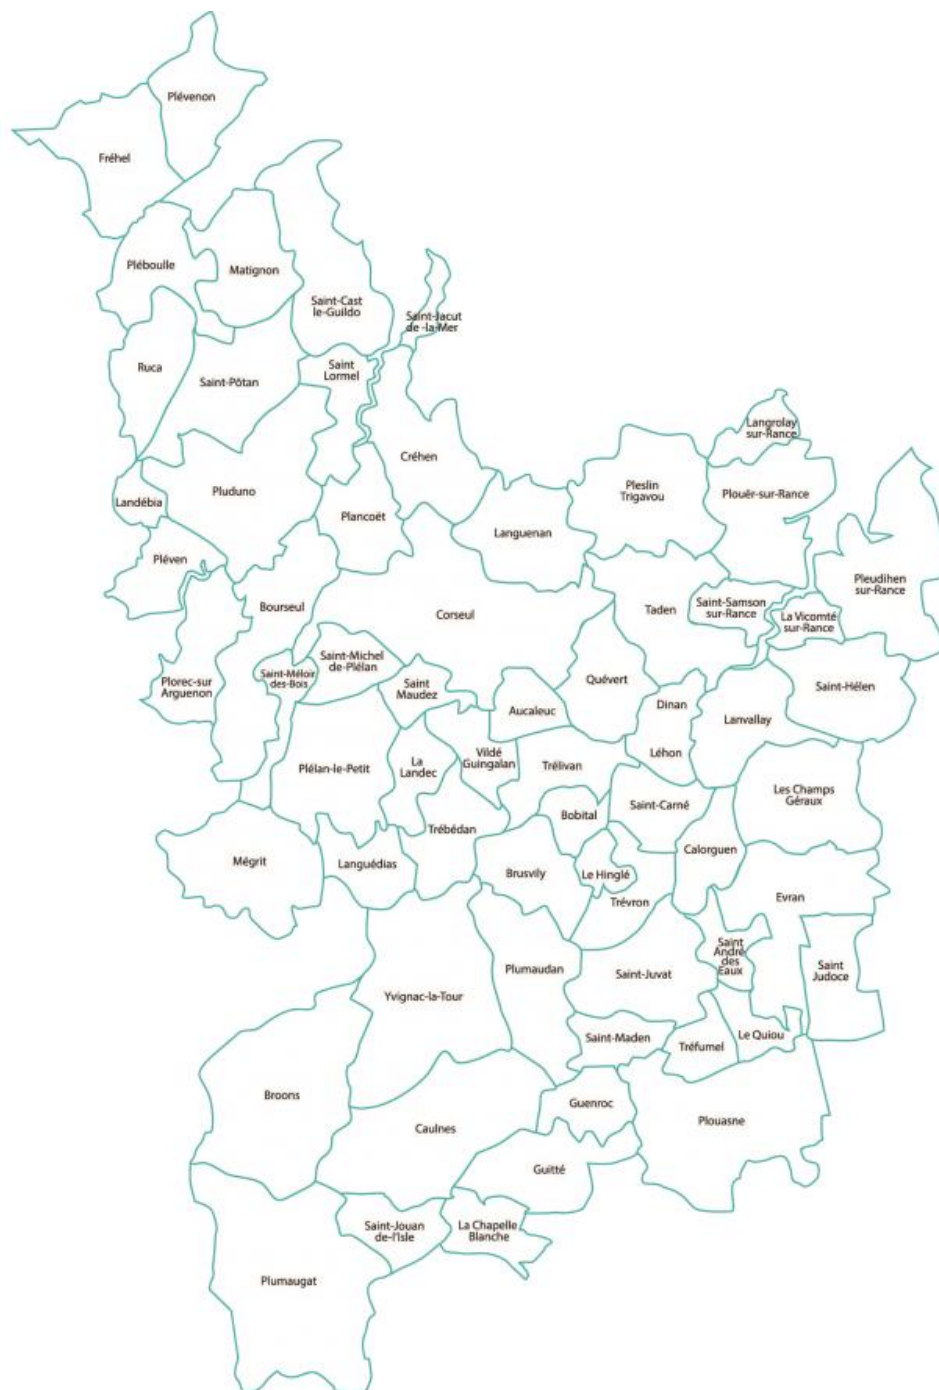 Plévenon
Fréhel
Pléboulle
Matignon
Saint-Cast
le-Guildo
Saint-Jacut
de -la-Mer
Ruca
Saint-Pôtan
Saint
Lormel
Langrolay
sur-Rance
Créhen
Pleslin
Trigavou
Plouër-sur-Rance
Landébia
Pluduno
Plancoët
Languenan
Pléven
Pleudihen
sur-Rance
Bourseul
Corseul
Taden
Saint-Samson
sur-Rance
La Vicomté
sur-Rance
Plorec-sur
Arguenon
Saint-Méloir
des-Bois
Saint-Michel
de-Plélan
Saint
Maudez
Quévert
Saint-Hélen
Aucaleuc
Dinan
Lanvallay
Plélan-le-Petit
La
Landec
Vildé
Guingalan
Trélivan
Léhon
Les Champs
Géraux
Trébédan
Bobital
Saint-Carné
Mégrit
Languédias
Brusvily
Le Hinglé
Calorguen
Trévron
Evran
Yvignac-la-Tour
Plumaudan
Saint-Juvat
Saint
André-
des
Eaux
Saint
Judoce
Saint-Maden
Tréfumel
Le Quiou
Broons
Caulnes
Guenroc
Plouasne
Guitté
Saint-Jouan
de-l'Isle
La Chapelle
Blanche
Plumaugat